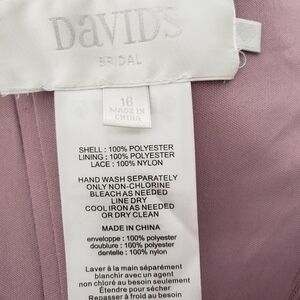 DAVID'S
BRIDAL
16
MADE IN
CHINA
SHELL : 100% POLYESTER
LINING : 100% POLYESTER
LACE : 100% NYLON
HAND WASH SEPARATELY
ONLY NON-CHLORINE
BLEACH AS NEEDED
LINE DRY
COOL IRON AS NEEDED
OR DRY CLEAN
MADE IN CHINA
enveloppe : 100% polyester
doublure : 100% polyester
dentelle : 100% nylon
Laver à la main séparément
blanchir avec un agent
non chloré au besoin seulement
Étendre pour sécher
Repasser à froid au besoin